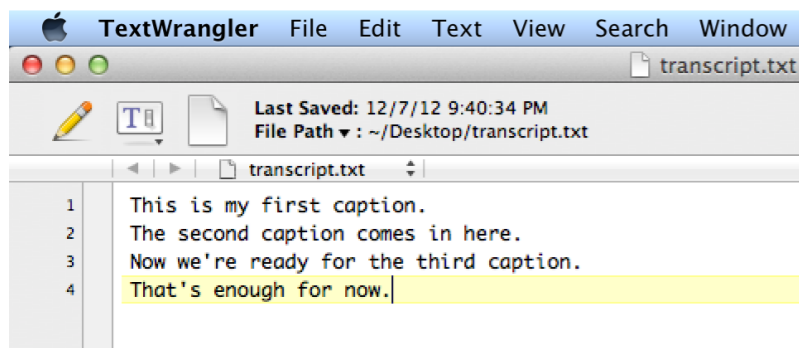 TextWrangler File Edit Text View Search Window
transcript.txt
T
Last Saved: 12/7/12 9:40:34 PM
File Path ▾ : ~/Desktop/transcript.txt
transcript.txt
1 This is my first caption.
2 The second caption comes in here.
3 Now we're ready for the third caption.
4 That's enough for now.